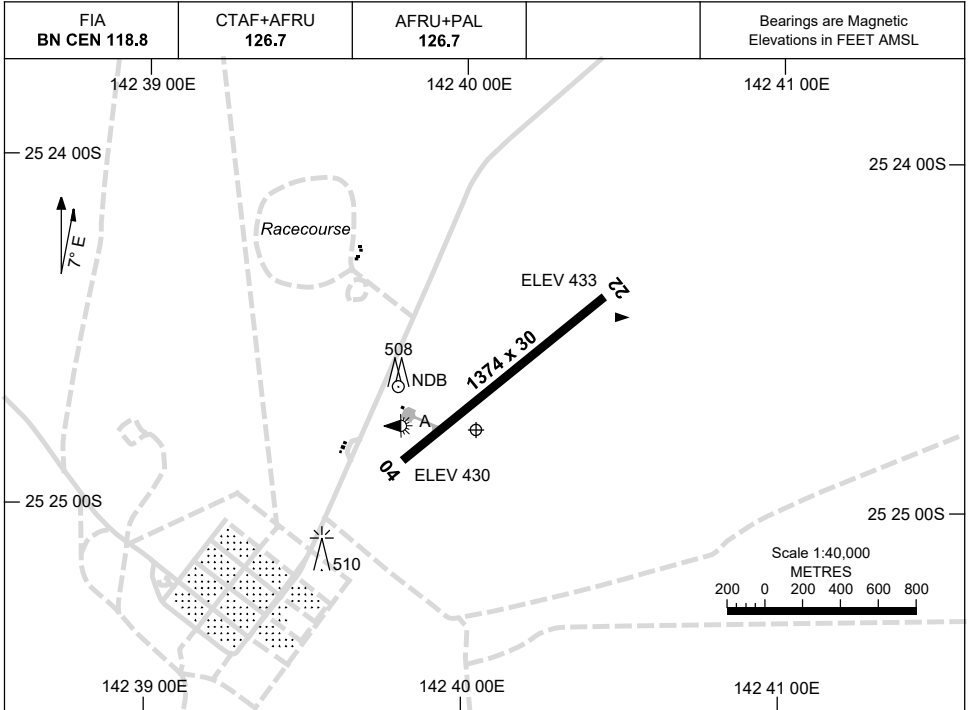 FIA
BN CEN 118.8
CTAF+AFRU
126.7
AFRU+PAL
126.7
Bearings are Magnetic
Elevations in FEET AMSL
142 39 00E
142 40 00E
142 41 00E
25 24 00S
25 24 00S
7° E
Racecourse
ELEV 433
22
1374 x 30
508
NDB
A
04
ELEV 430
25 25 00S
25 25 00S
510
Scale 1:40,000
METRES
200 0 200 400 600 800
142 39 00E
142 40 00E
142 41 00E